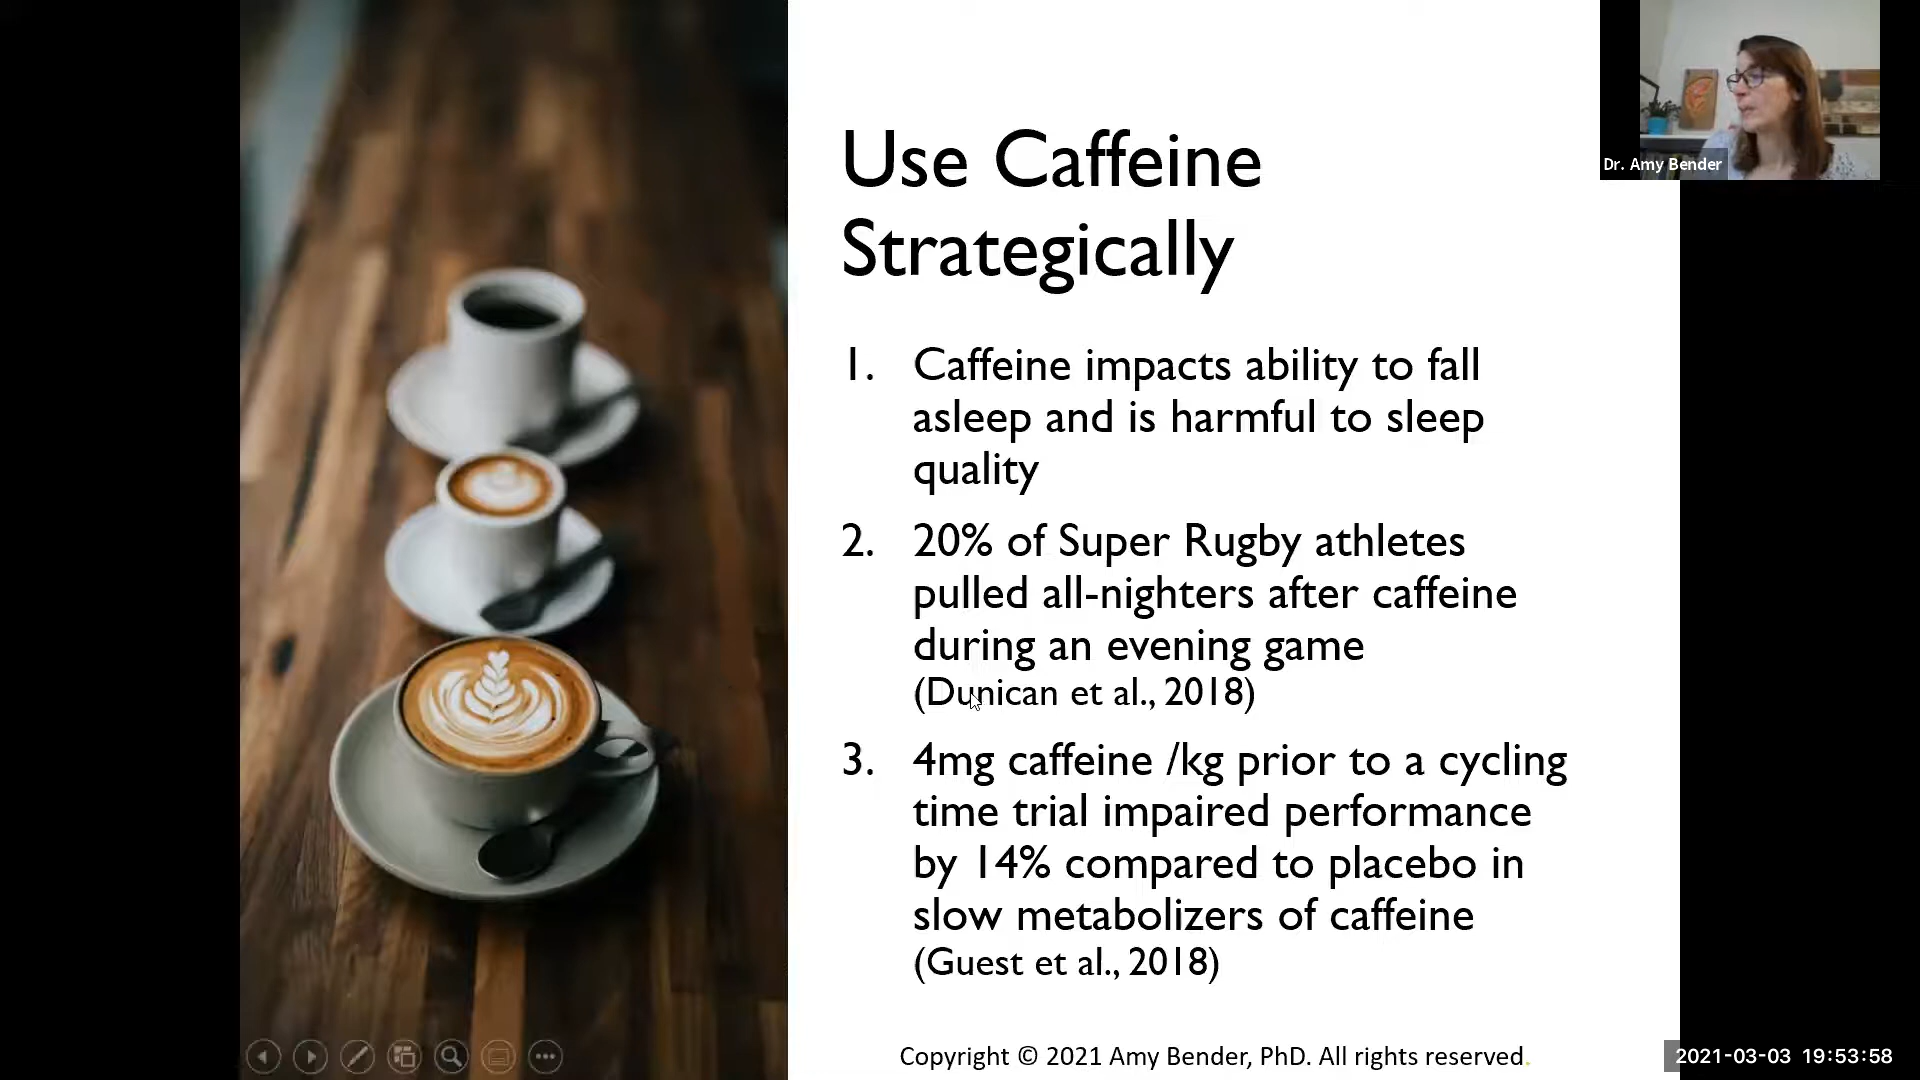 Dr. Amy Bender
Use Caffeine
Strategically
1. Caffeine impacts ability to fall
asleep and is harmful to sleep
quality
2. 20% of Super Rugby athletes
pulled all-nighters after caffeine
during an evening game
(Dunican et al., 2018)
3. 4mg caffeine /kg prior to a cycling
time trial impaired performance
by 14% compared to placebo in
slow metabolizers of caffeine
(Guest et al., 2018)
Copyright © 2021 Amy Bender, PhD. All rights reserved.
2021-03-03 19:53:58